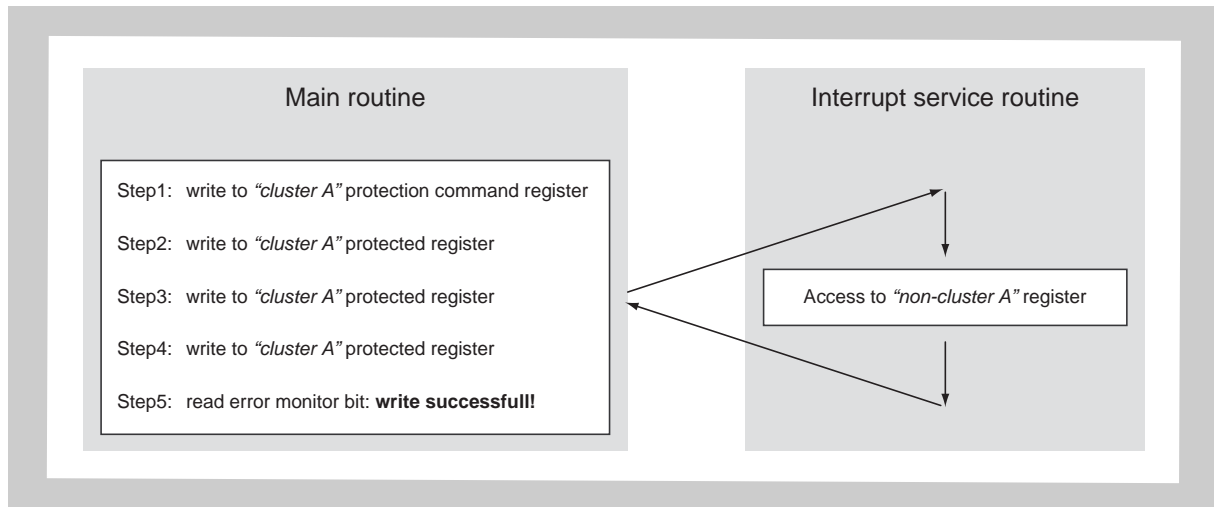 Main routine
Step1: write to “cluster A” protection command register
Step2: write to “cluster A” protected register
Step3: write to “cluster A” protected register
Step4: write to “cluster A” protected register
Step5: read error monitor bit: write successfull!
Interrupt service routine
Access to “non-cluster A” register